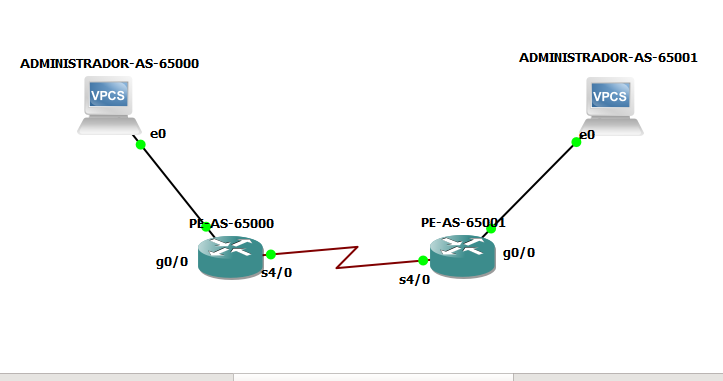 ADMINISTRADOR-AS-65000
ADMINISTRADOR-AS-65001
VPCS
VPCS
e0
e0
PE-AS-65000
PE-AS-65001
g0/0
s4/0
s4/0
g0/0